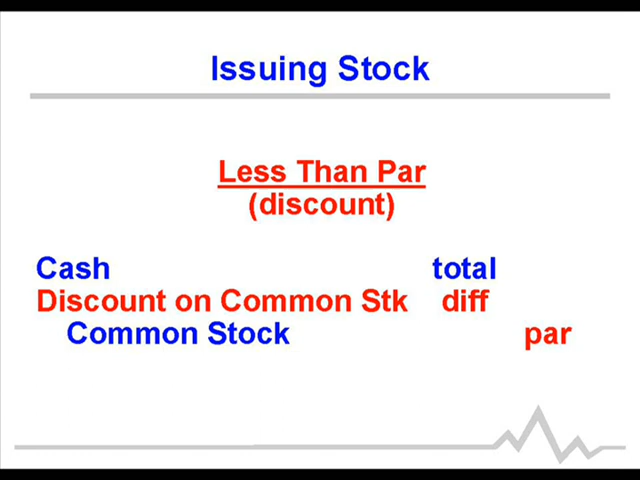 Issuing Stock
Less Than Par
(discount)
Cash total
Discount on Common Stk diff
Common Stock par